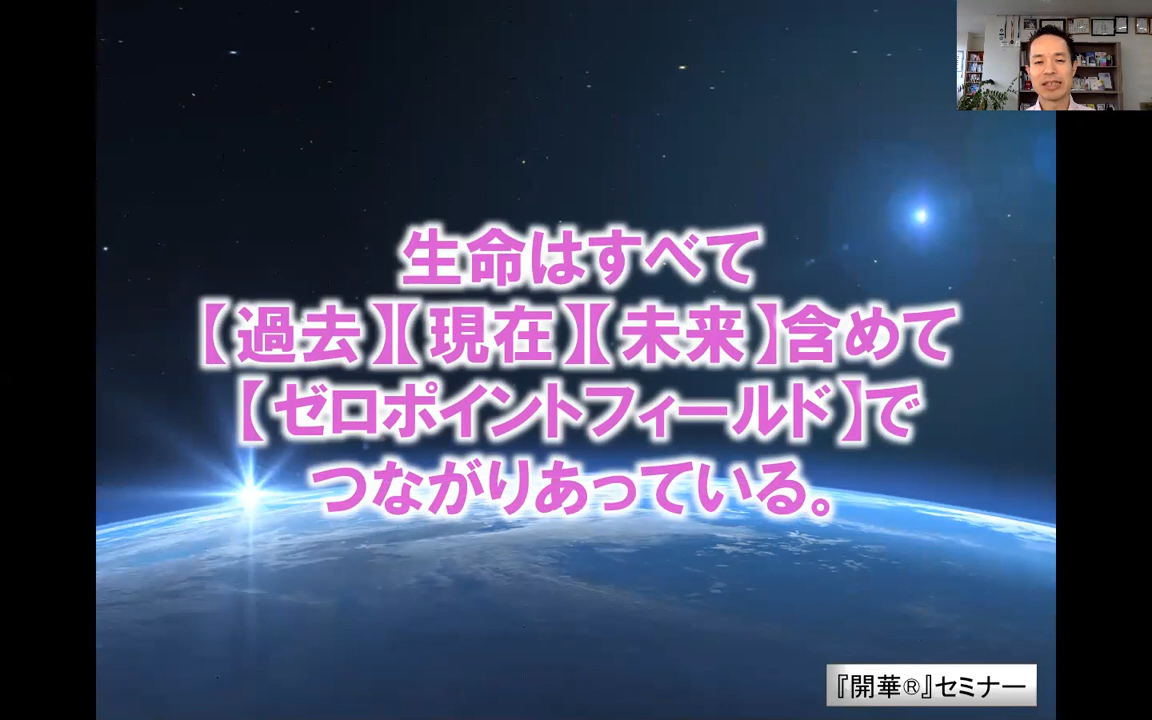 生命はすべて
【過去】【現在】【未来】含めて
【ゼロポイントフィールド】で
つながりあっている。
『開華®』セミナー